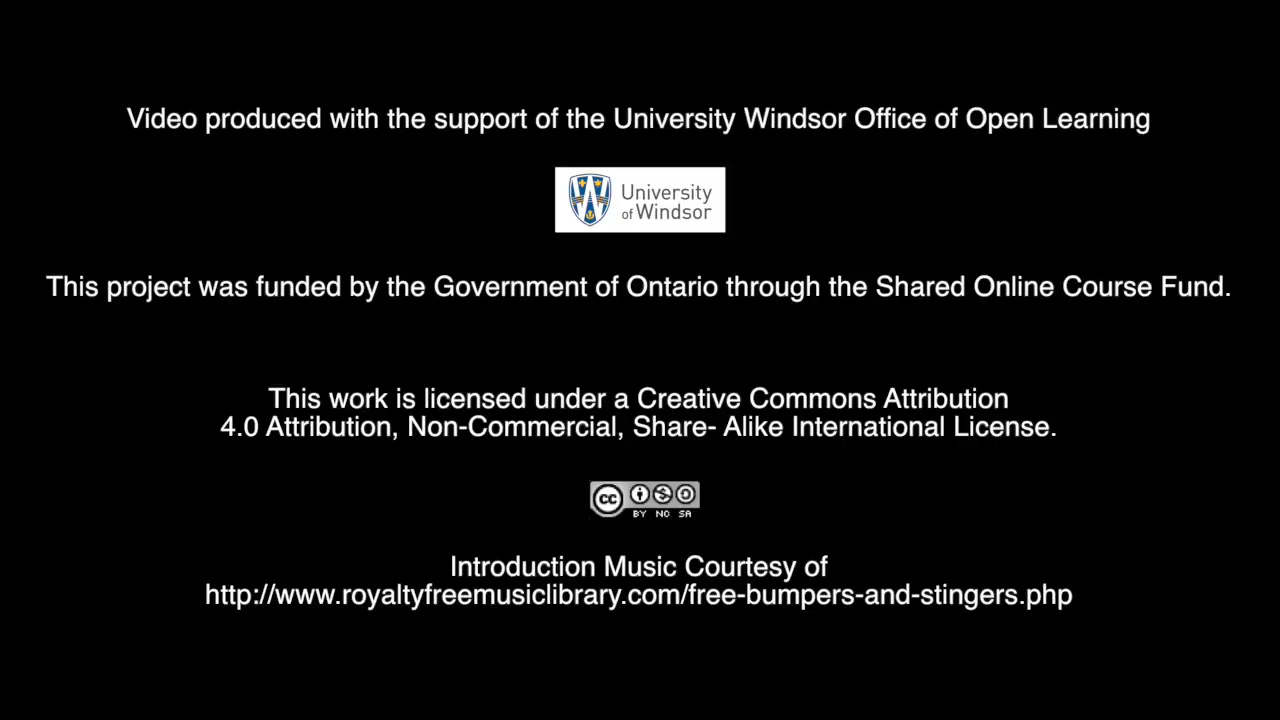 Video produced with the support of the University Windsor Office of Open Learning
University
of Windsor
This project was funded by the Government of Ontario through the Shared Online Course Fund.
This work is licensed under a Creative Commons Attribution
4.0 Attribution, Non-Commercial, Share- Alike International License.
cc
BY NC SA
Introduction Music Courtesy of
http://www.royaltyfreemusiclibrary.com/free-bumpers-and-stingers.php